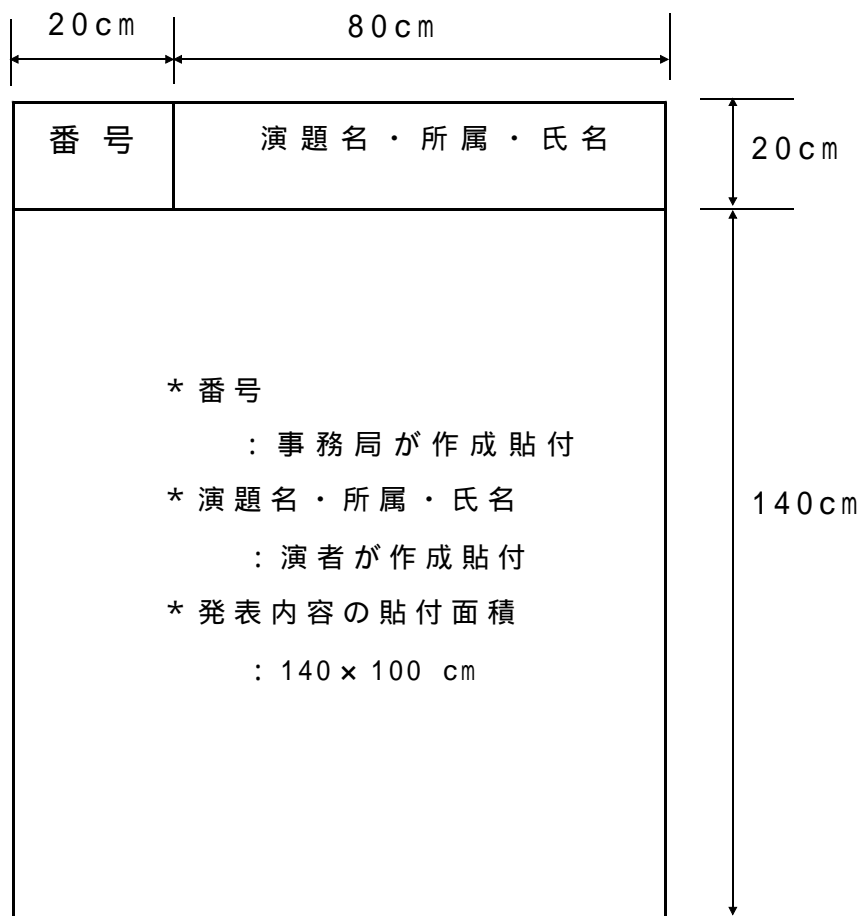 20cm 80cm
番号 演題名・所属・氏名
20cm
*番号
:事務局が作成貼付
*演題名・所属・氏名
140cm
:演者が作成貼付
*発表内容の貼付面積
:140×100 cm